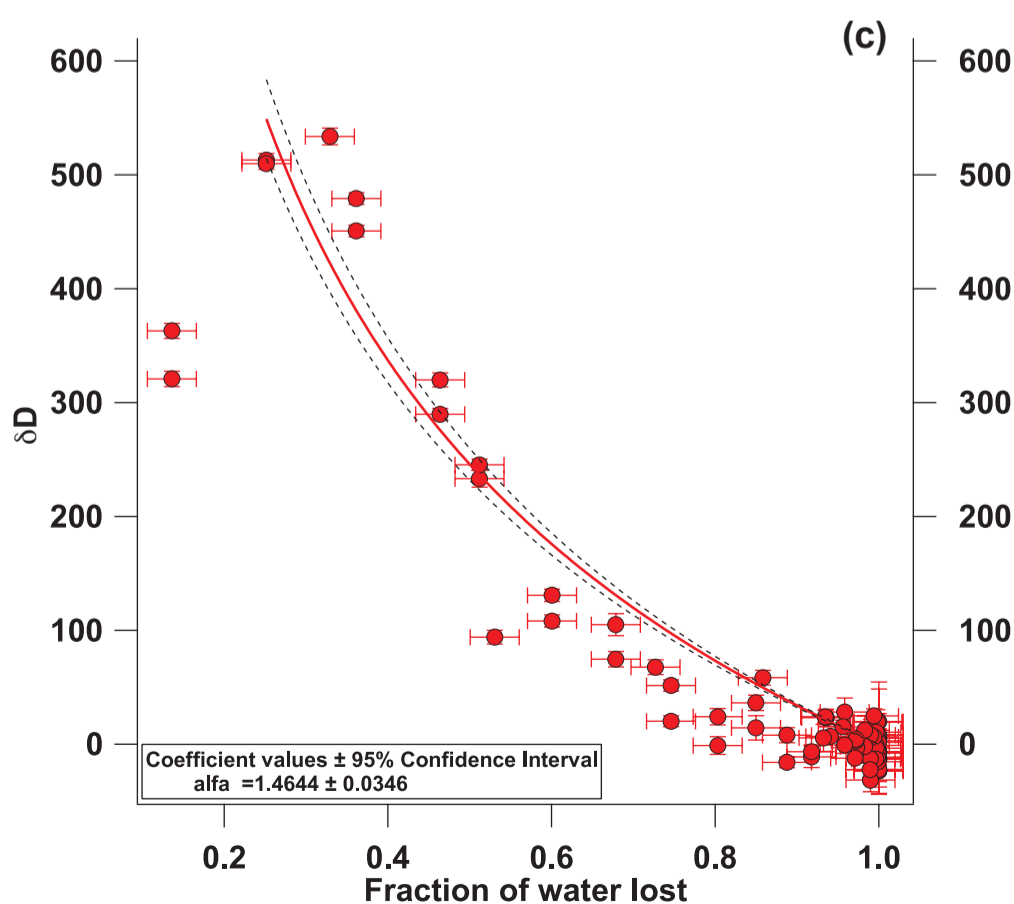 (c)
600
600
500
500
400
400
300
300
δD
200
200
100
100
0
0
Coefficient values ± 95% Confidence Interval
alfa =1.4644 ± 0.0346
0.2 0.4 0.6 0.8 1.0
Fraction of water lost